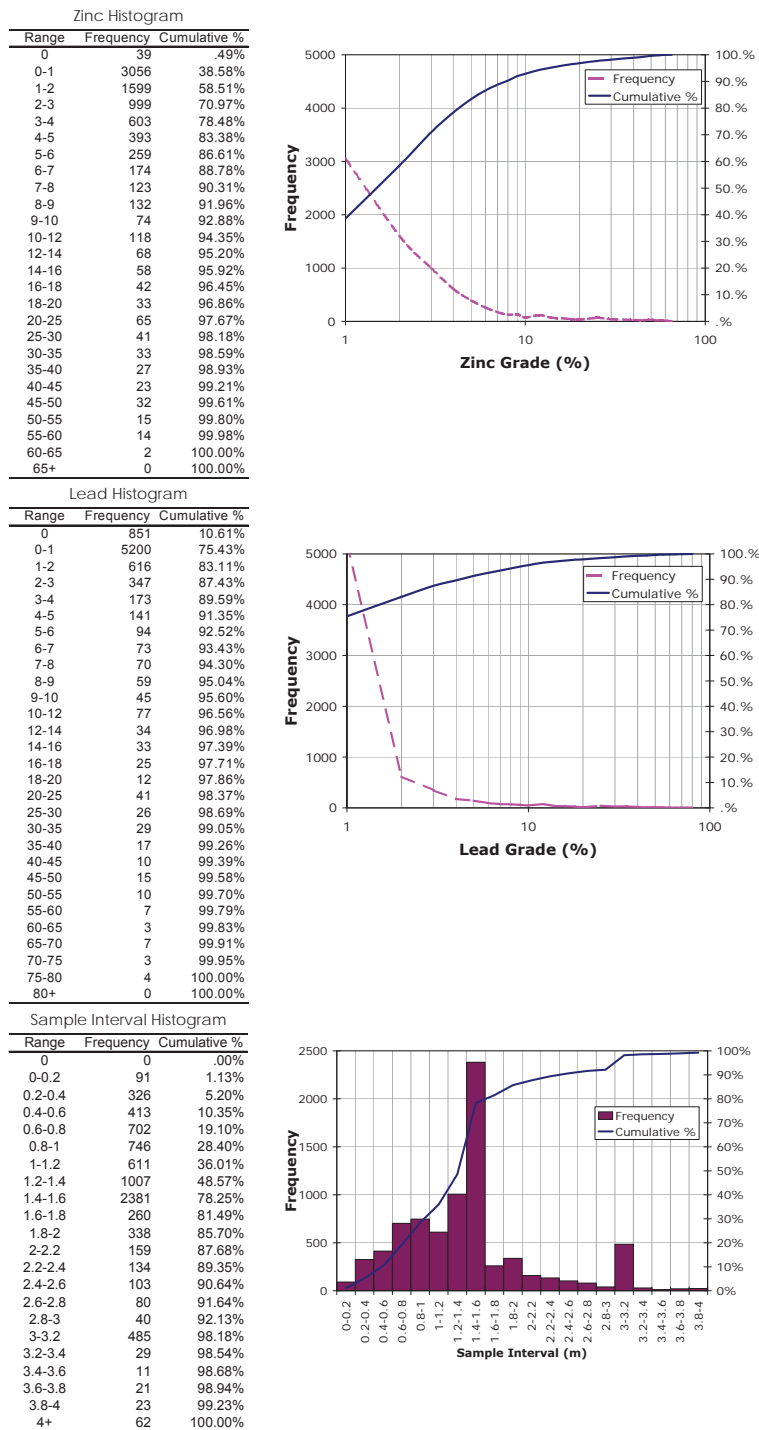 Zinc Histogram
Range Frequency Cumulative %
0 39 .49%
0-1 3056 38.58%
1-2 1599 58.51%
2-3 999 70.97%
3-4 603 78.48%
4-5 393 83.38%
5-6 259 86.61%
6-7 174 88.78%
7-8 123 90.31%
8-9 132 91.96%
9-10 74 92.88%
10-12 118 94.35%
12-14 68 95.20%
14-16 58 95.92%
16-18 42 96.45%
18-20 33 96.86%
20-25 65 97.67%
25-30 41 98.18%
30-35 33 98.59%
35-40 27 98.93%
40-45 23 99.21%
45-50 32 99.61%
50-55 15 99.80%
55-60 14 99.98%
60-65 2 100.00%
65+ 0 100.00%
5000 100.%
90.%
4000 80.%
70.%
3000 60.%
50.%
2000 40.%
30.%
1000 20.%
10.%
0 .%
Frequency
Frequency
Cumulative %
1 10 100
Zinc Grade (%)
Lead Histogram
Range Frequency Cumulative %
0 851 10.61%
0-1 5200 75.43%
1-2 616 83.11%
2-3 347 87.43%
3-4 173 89.59%
4-5 141 91.35%
5-6 94 92.52%
6-7 73 93.43%
7-8 70 94.30%
8-9 59 95.04%
9-10 45 95.60%
10-12 77 96.56%
12-14 34 96.98%
14-16 33 97.39%
16-18 25 97.71%
18-20 12 97.86%
20-25 41 98.37%
25-30 26 98.69%
30-35 29 99.05%
35-40 17 99.26%
40-45 10 99.39%
45-50 15 99.58%
50-55 10 99.70%
55-60 7 99.79%
60-65 3 99.83%
65-70 7 99.91%
70-75 3 99.95%
75-80 4 100.00%
80+ 0 100.00%
5000 100.%
90.%
4000 80.%
70.%
3000 60.%
50.%
2000 40.%
30.%
1000 20.%
10.%
0 .%
Frequency
Frequency
Cumulative %
1 10 100
Lead Grade (%)
Sample Interval Histogram
Range Frequency Cumulative %
0 0 .00%
0-0.2 91 1.13%
0.2-0.4 326 5.20%
0.4-0.6 413 10.35%
0.6-0.8 702 19.10%
0.8-1 746 28.40%
1-1.2 611 36.01%
1.2-1.4 1007 48.57%
1.4-1.6 2381 78.25%
1.6-1.8 260 81.49%
1.8-2 338 85.70%
2-2.2 159 87.68%
2.2-2.4 134 89.35%
2.4-2.6 103 90.64%
2.6-2.8 80 91.64%
2.8-3 40 92.13%
3-3.2 485 98.18%
3.2-3.4 29 98.54%
3.4-3.6 11 98.68%
3.6-3.8 21 98.94%
3.8-4 23 99.23%
4+ 62 100.00%
2500 100%
90%
2000 80%
70%
1500 60%
50%
1000 40%
30%
500 20%
10%
0 0%
Frequency
Frequency
Cumulative %
0-0.2 0.2-0.4 0.4-0.6 0.6-0.8 0.8-1 1-1.2 1.2-1.4 1.4-1.6 1.6-1.8 1.8-2 2-2.2 2.2-2.4 2.4-2.6 2.6-2.8 2.8-3 3-3.2 3.2-3.4 3.4-3.6 3.6-3.8 3.8-4
Sample Interval (m)